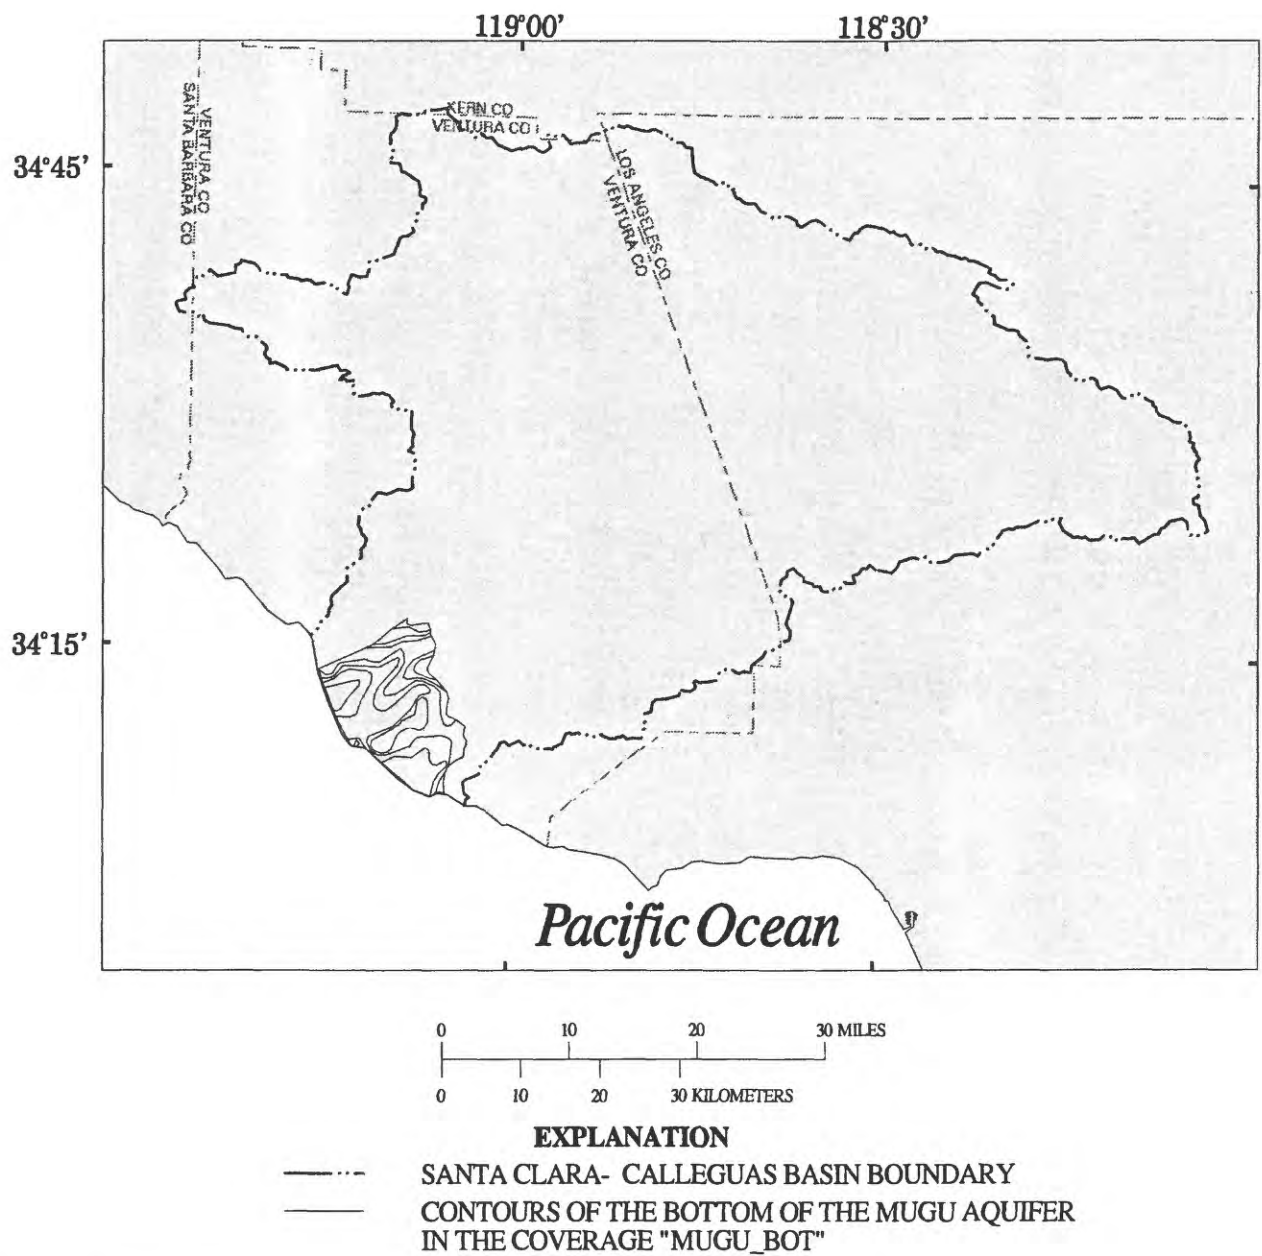 119°00' 118°30'
KERN CO
VENTURA CO
VENTURA CO
SANTA BARBARA CO
34°45'
LOS ANGELES CO
VENTURA CO
34°15'
Pacific Ocean
0 10 20 30 MILES
0 10 20 30 KILOMETERS
EXPLANATION
SANTA CLARA- CALLEGUAS BASIN BOUNDARY
CONTOURS OF THE BOTTOM OF THE MUGU AQUIFER
IN THE COVERAGE "MUGU_BOT"